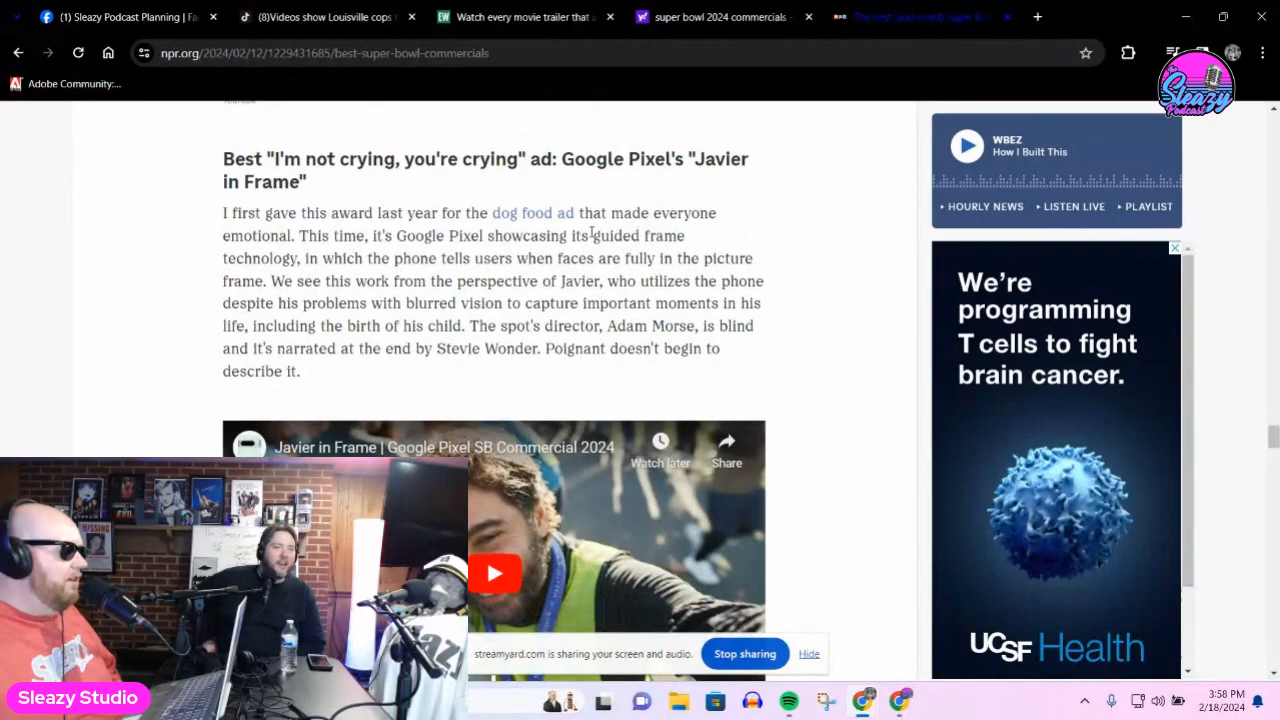 (1) Sleazy Podcast Planning | Fa
(8)Videos show Louisville cops t
Watch every movie trailer that a
super bowl 2024 commercials -
The best (and worst) Super Bo
npr.org/2024/02/12/1229431685/best-super-bowl-commercials
Adobe Community:...
the
Sleazy
Podcast
Best "I'm not crying, you're crying" ad: Google Pixel's "Javier
in Frame"
I first gave this award last year for the dog food ad that made everyone
emotional. This time, it's Google Pixel showcasing its guided frame
technology, in which the phone tells users when faces are fully in the picture
frame. We see this work from the perspective of Javier, who utilizes the phone
despite his problems with blurred vision to capture important moments in his
life, including the birth of his child. The spot's director, Adam Morse, is blind
and it's narrated at the end by Stevie Wonder. Poignant doesn't begin to
describe it.
WBEZ
How I Built This
HOURLY NEWS
LISTEN LIVE
PLAYLIST
We're
programming
T cells to fight
brain cancer.
UCSF Health
Javier in Frame | Google Pixel SB Commercial 2024
Watch later
Share
MISSING
streamyard.com is sharing your screen and audio.
Stop sharing
Hide
Sleazy Studio
3:58 PM
2/18/2024